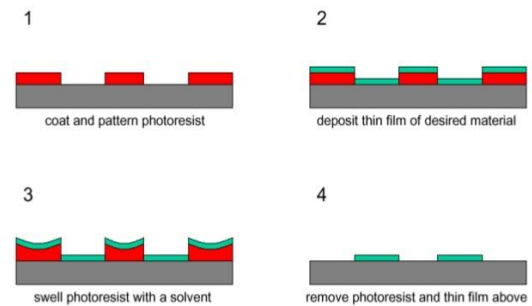 1
coat and pattern photoresist
2
deposit thin film of desired material
3
swell photoresist with a solvent
4
remove photoresist and thin film above